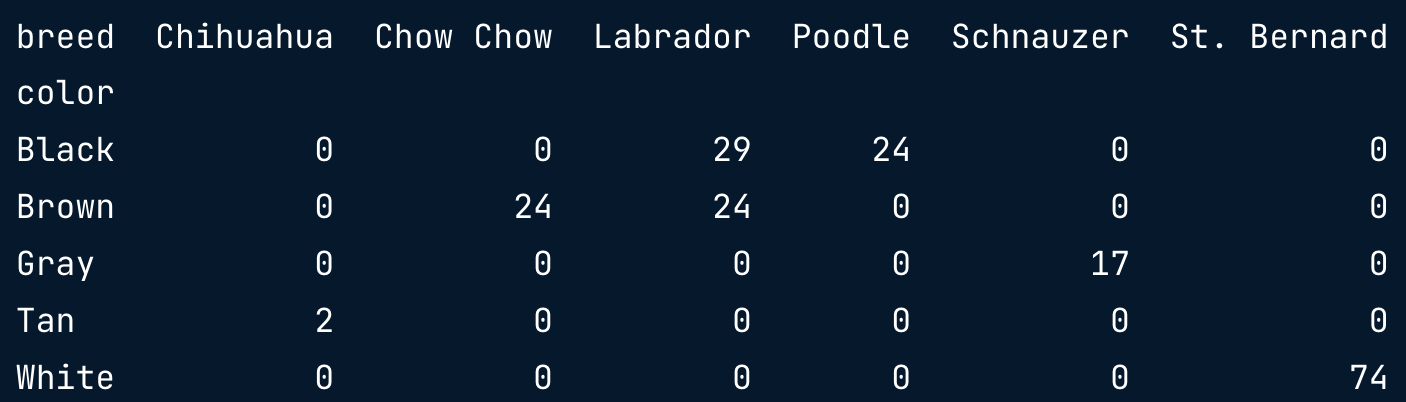 breed  Chihuahua  Chow Chow  Labrador  Poodle  Schnauzer  St. Bernard
color
Black          0          0        29      24          0            0
Brown          0         24        24       0          0            0
Gray           0          0         0       0         17            0
Tan            2          0         0       0          0            0
White          0          0         0       0          0           74